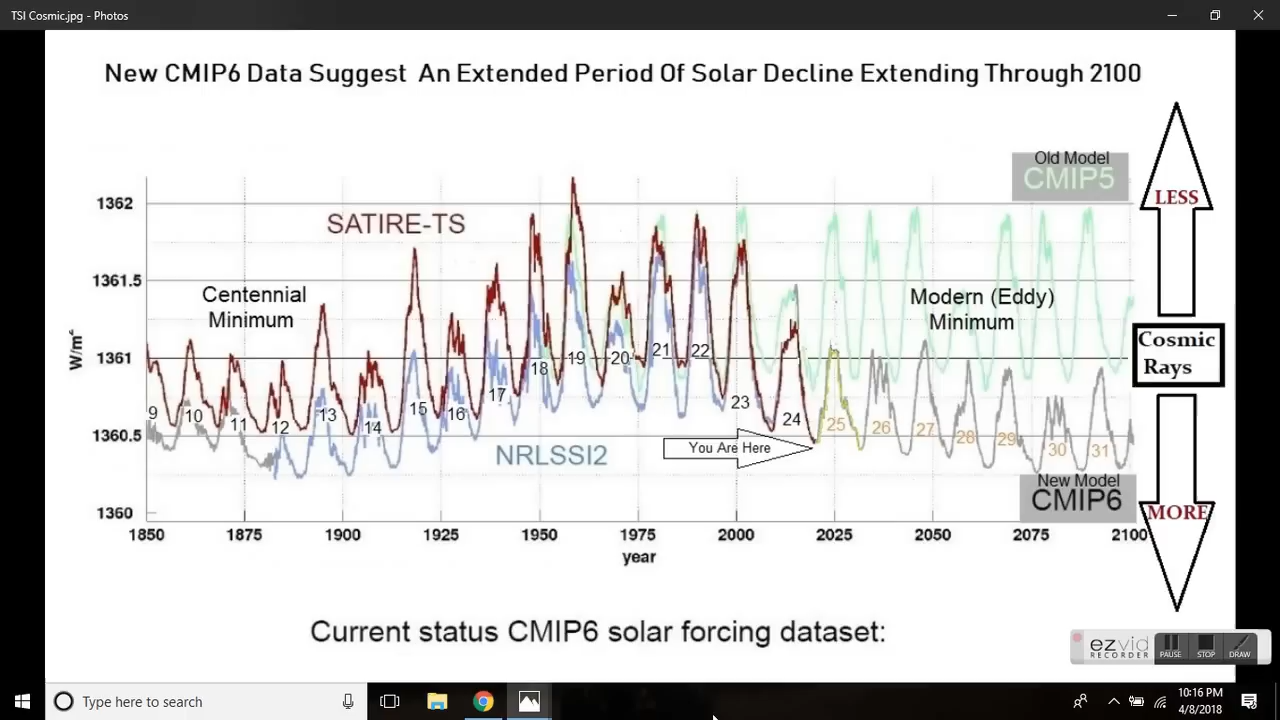 TSI Cosmic.jpg - Photos
New CMIP6 Data Suggest An Extended Period Of Solar Decline Extending Through 2100
Old Model
CMIP5
LESS
1362
SATIRE-TS
1361.5
Centennial
Minimum
Modern (Eddy)
Minimum
W/m²
1361
Cosmic
Rays
9 10 11 12 13 14 15 16 17 18 19 20 21 22 23 24 25 26 27 28 29 30 31
1360.5
You Are Here
NRLSSI2
New Model
CMIP6
MORE
1360
1850 1875 1900 1925 1950 1975 2000 2025 2050 2075 2100
year
Current status CMIP6 solar forcing dataset:
ezvid
RECORDER
PAUSE STOP DRAW
Type here to search
10:16 PM
4/8/2018